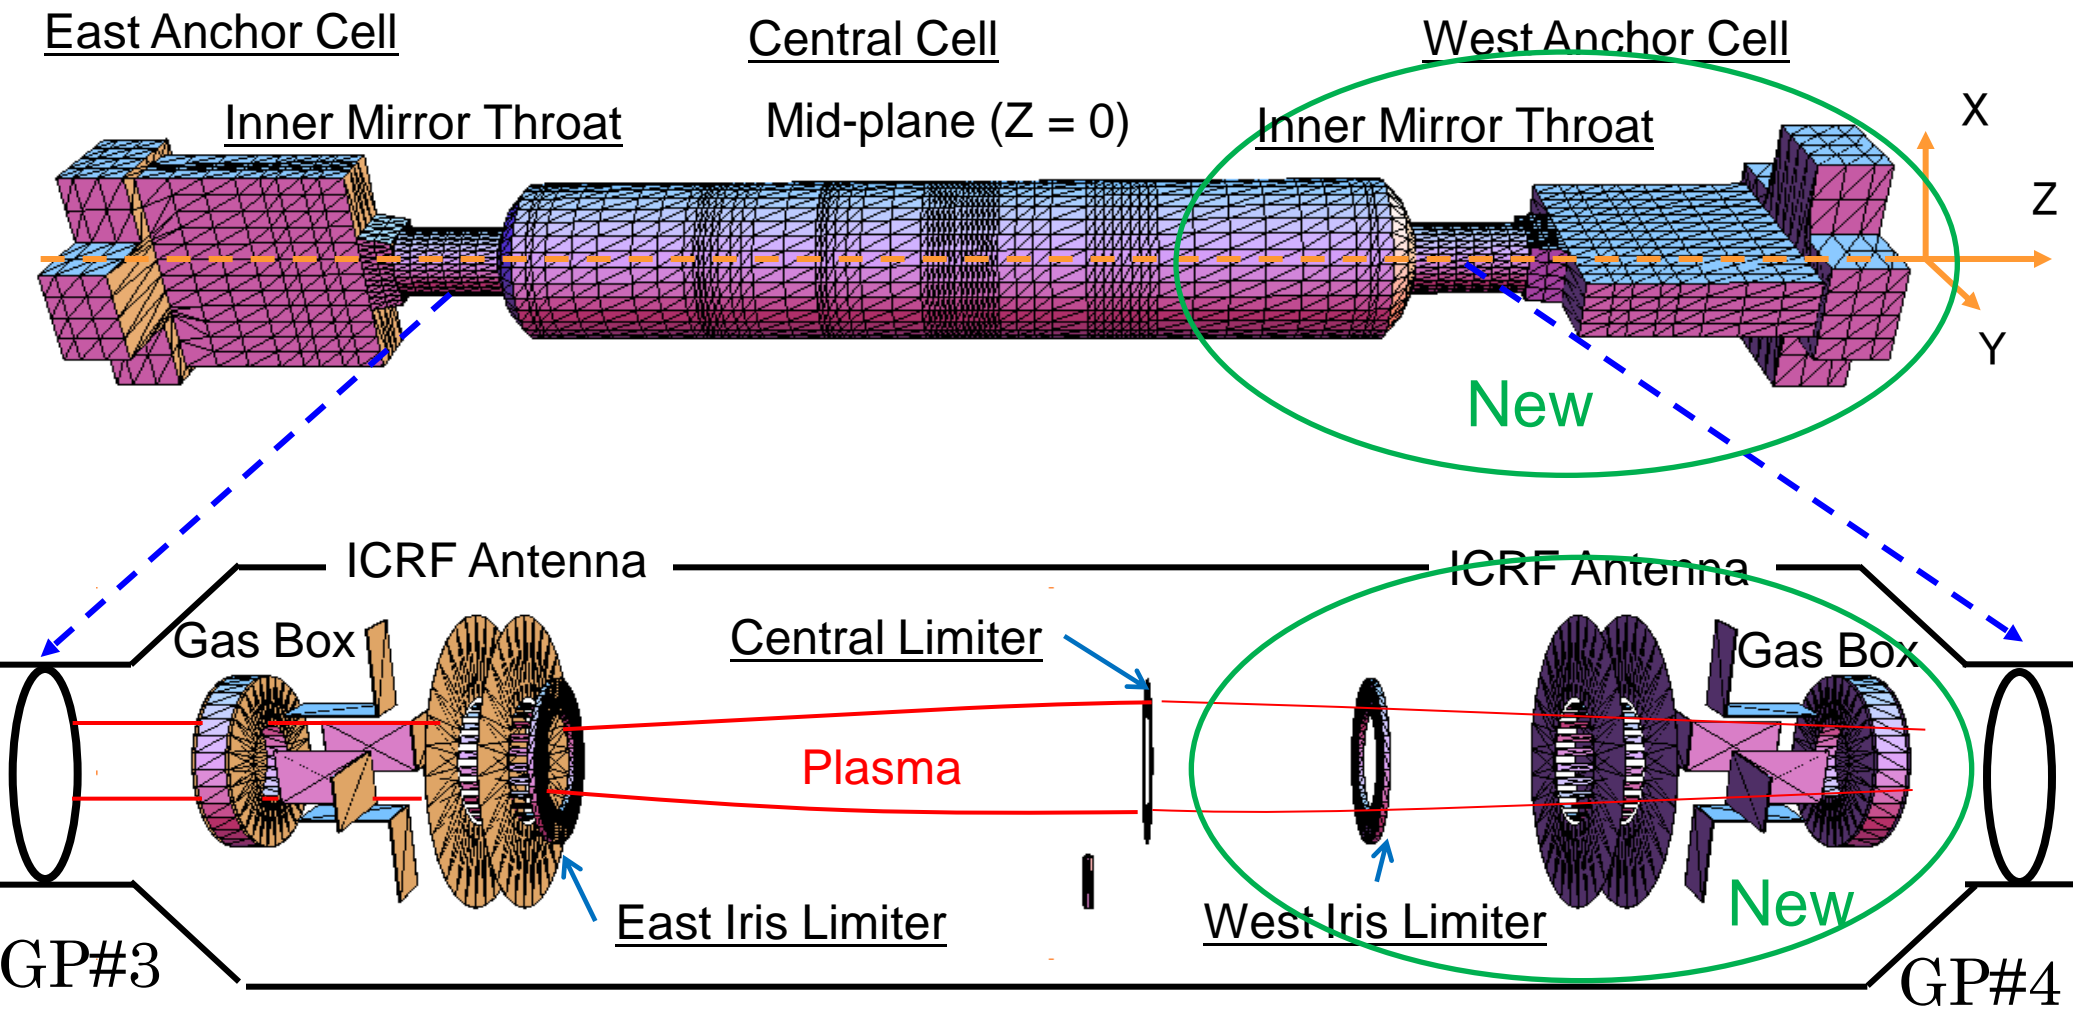 East Anchor Cell
Central Cell
West Anchor Cell
Inner Mirror Throat
Mid-plane (Z = 0)
Inner Mirror Throat
X
Z
Y
New
ICRF Antenna
ICRF Antenna
Gas Box
Central Limiter
Gas Box
Plasma
East Iris Limiter
West Iris Limiter
New
GP#3
GP#4